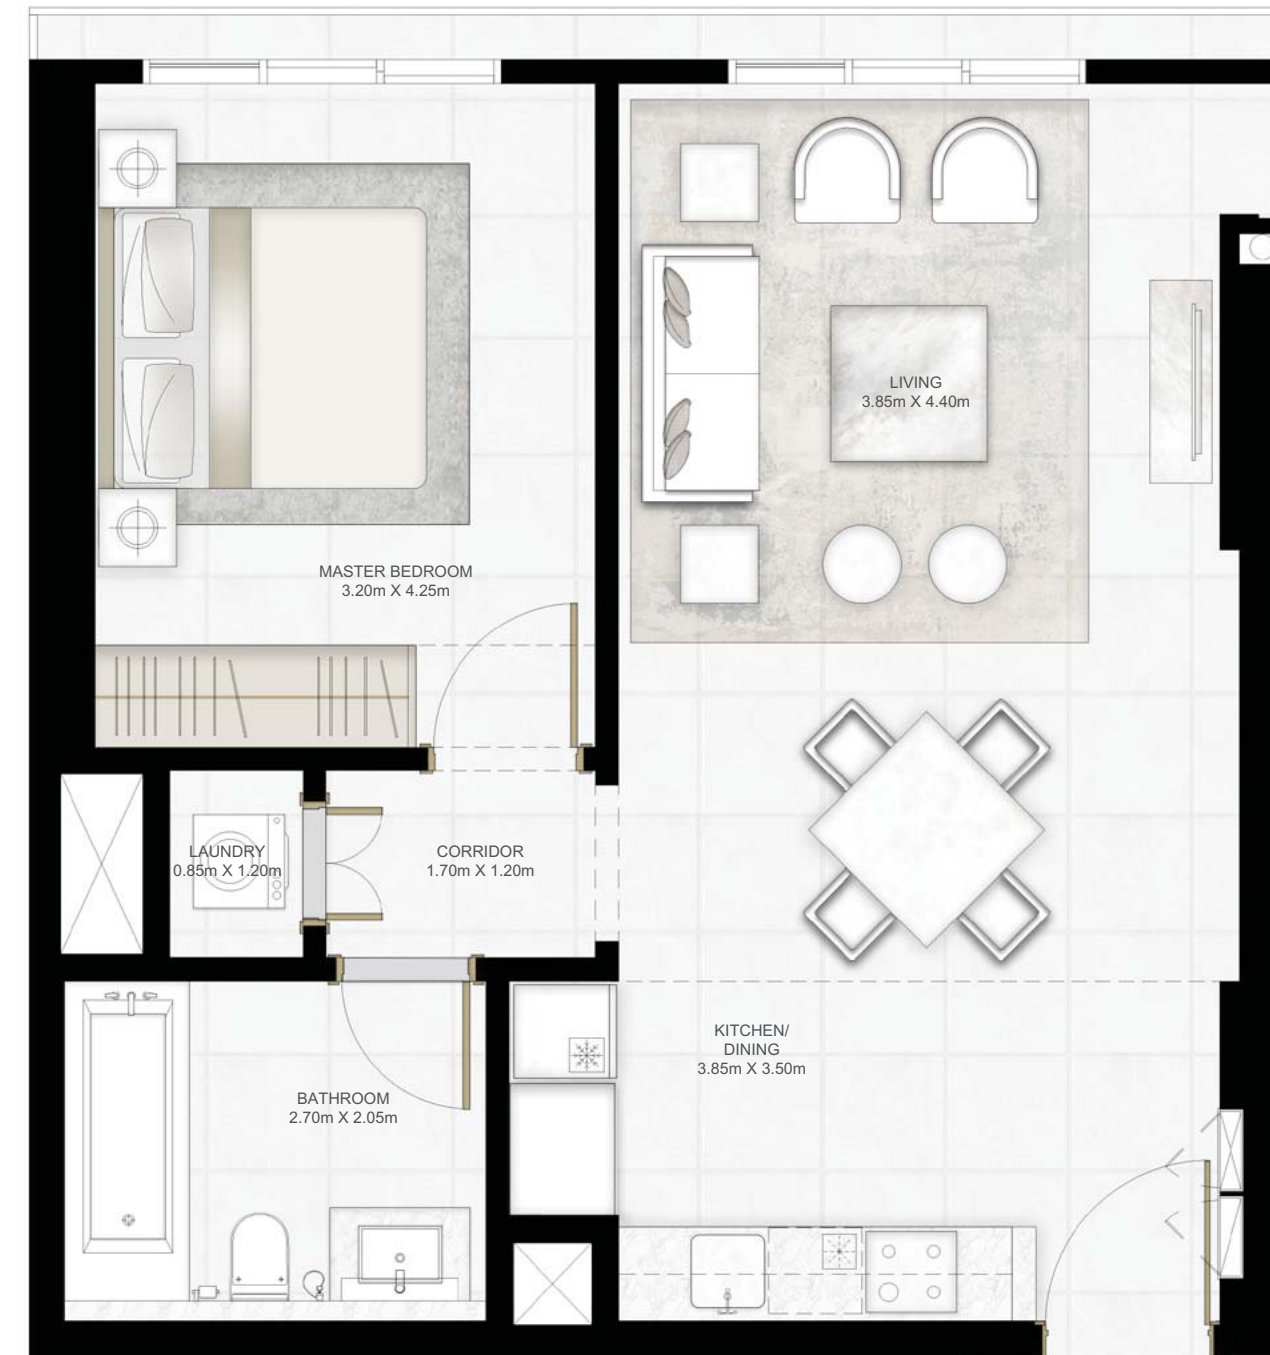 LIVING
3.85m X 4.40m
MASTER BEDROOM
3.20m X 4.25m
LAUNDRY
0.85m X 1.20m
CORRIDOR
1.70m X 1.20m
KITCHEN/
DINING
3.85m X 3.50m
BATHROOM
2.70m X 2.05m